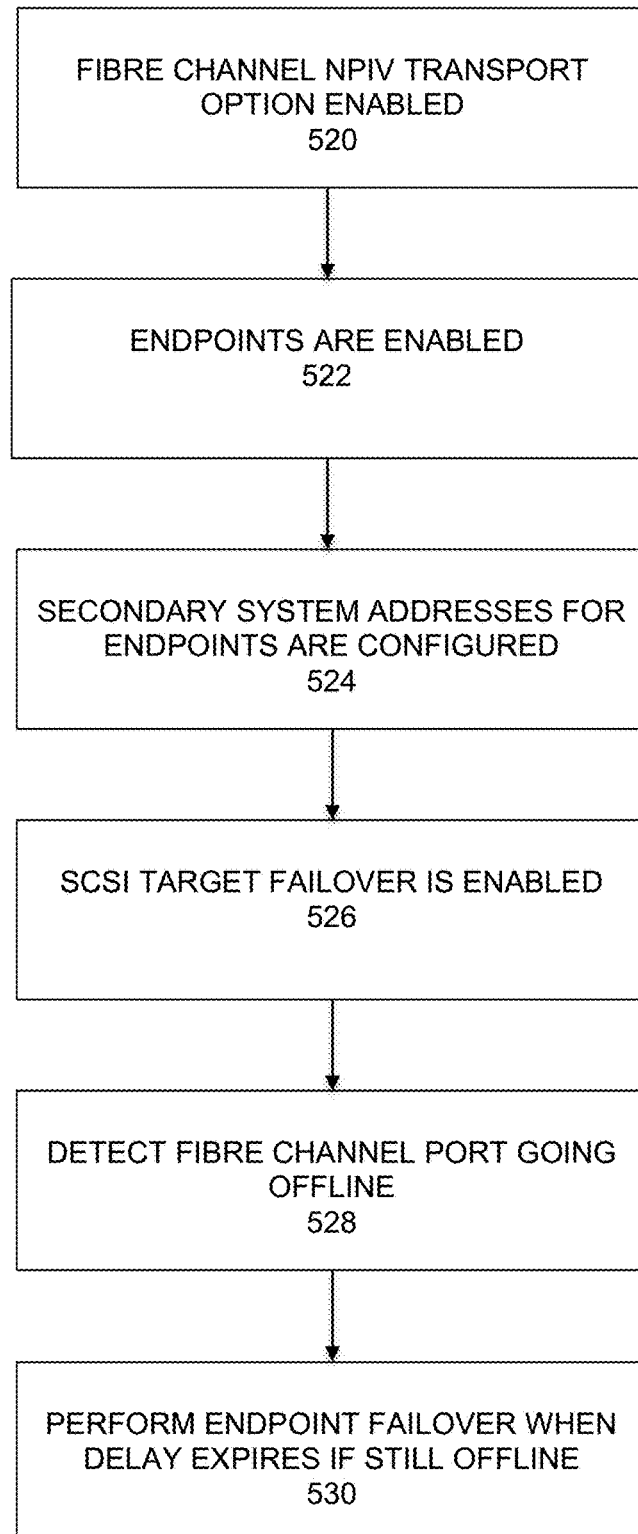 FIBRE CHANNEL NPIV TRANSPORT
OPTION ENABLED
520
ENDPOINTS ARE ENABLED
522
SECONDARY SYSTEM ADDRESSES FOR
ENDPOINTS ARE CONFIGURED
524
SCSI TARGET FAILOVER IS ENABLED
526
DETECT FIBRE CHANNEL PORT GOING
OFFLINE
528
PERFORM ENDPOINT FAILOVER WHEN
DELAY EXPIRES IF STILL OFFLINE
530